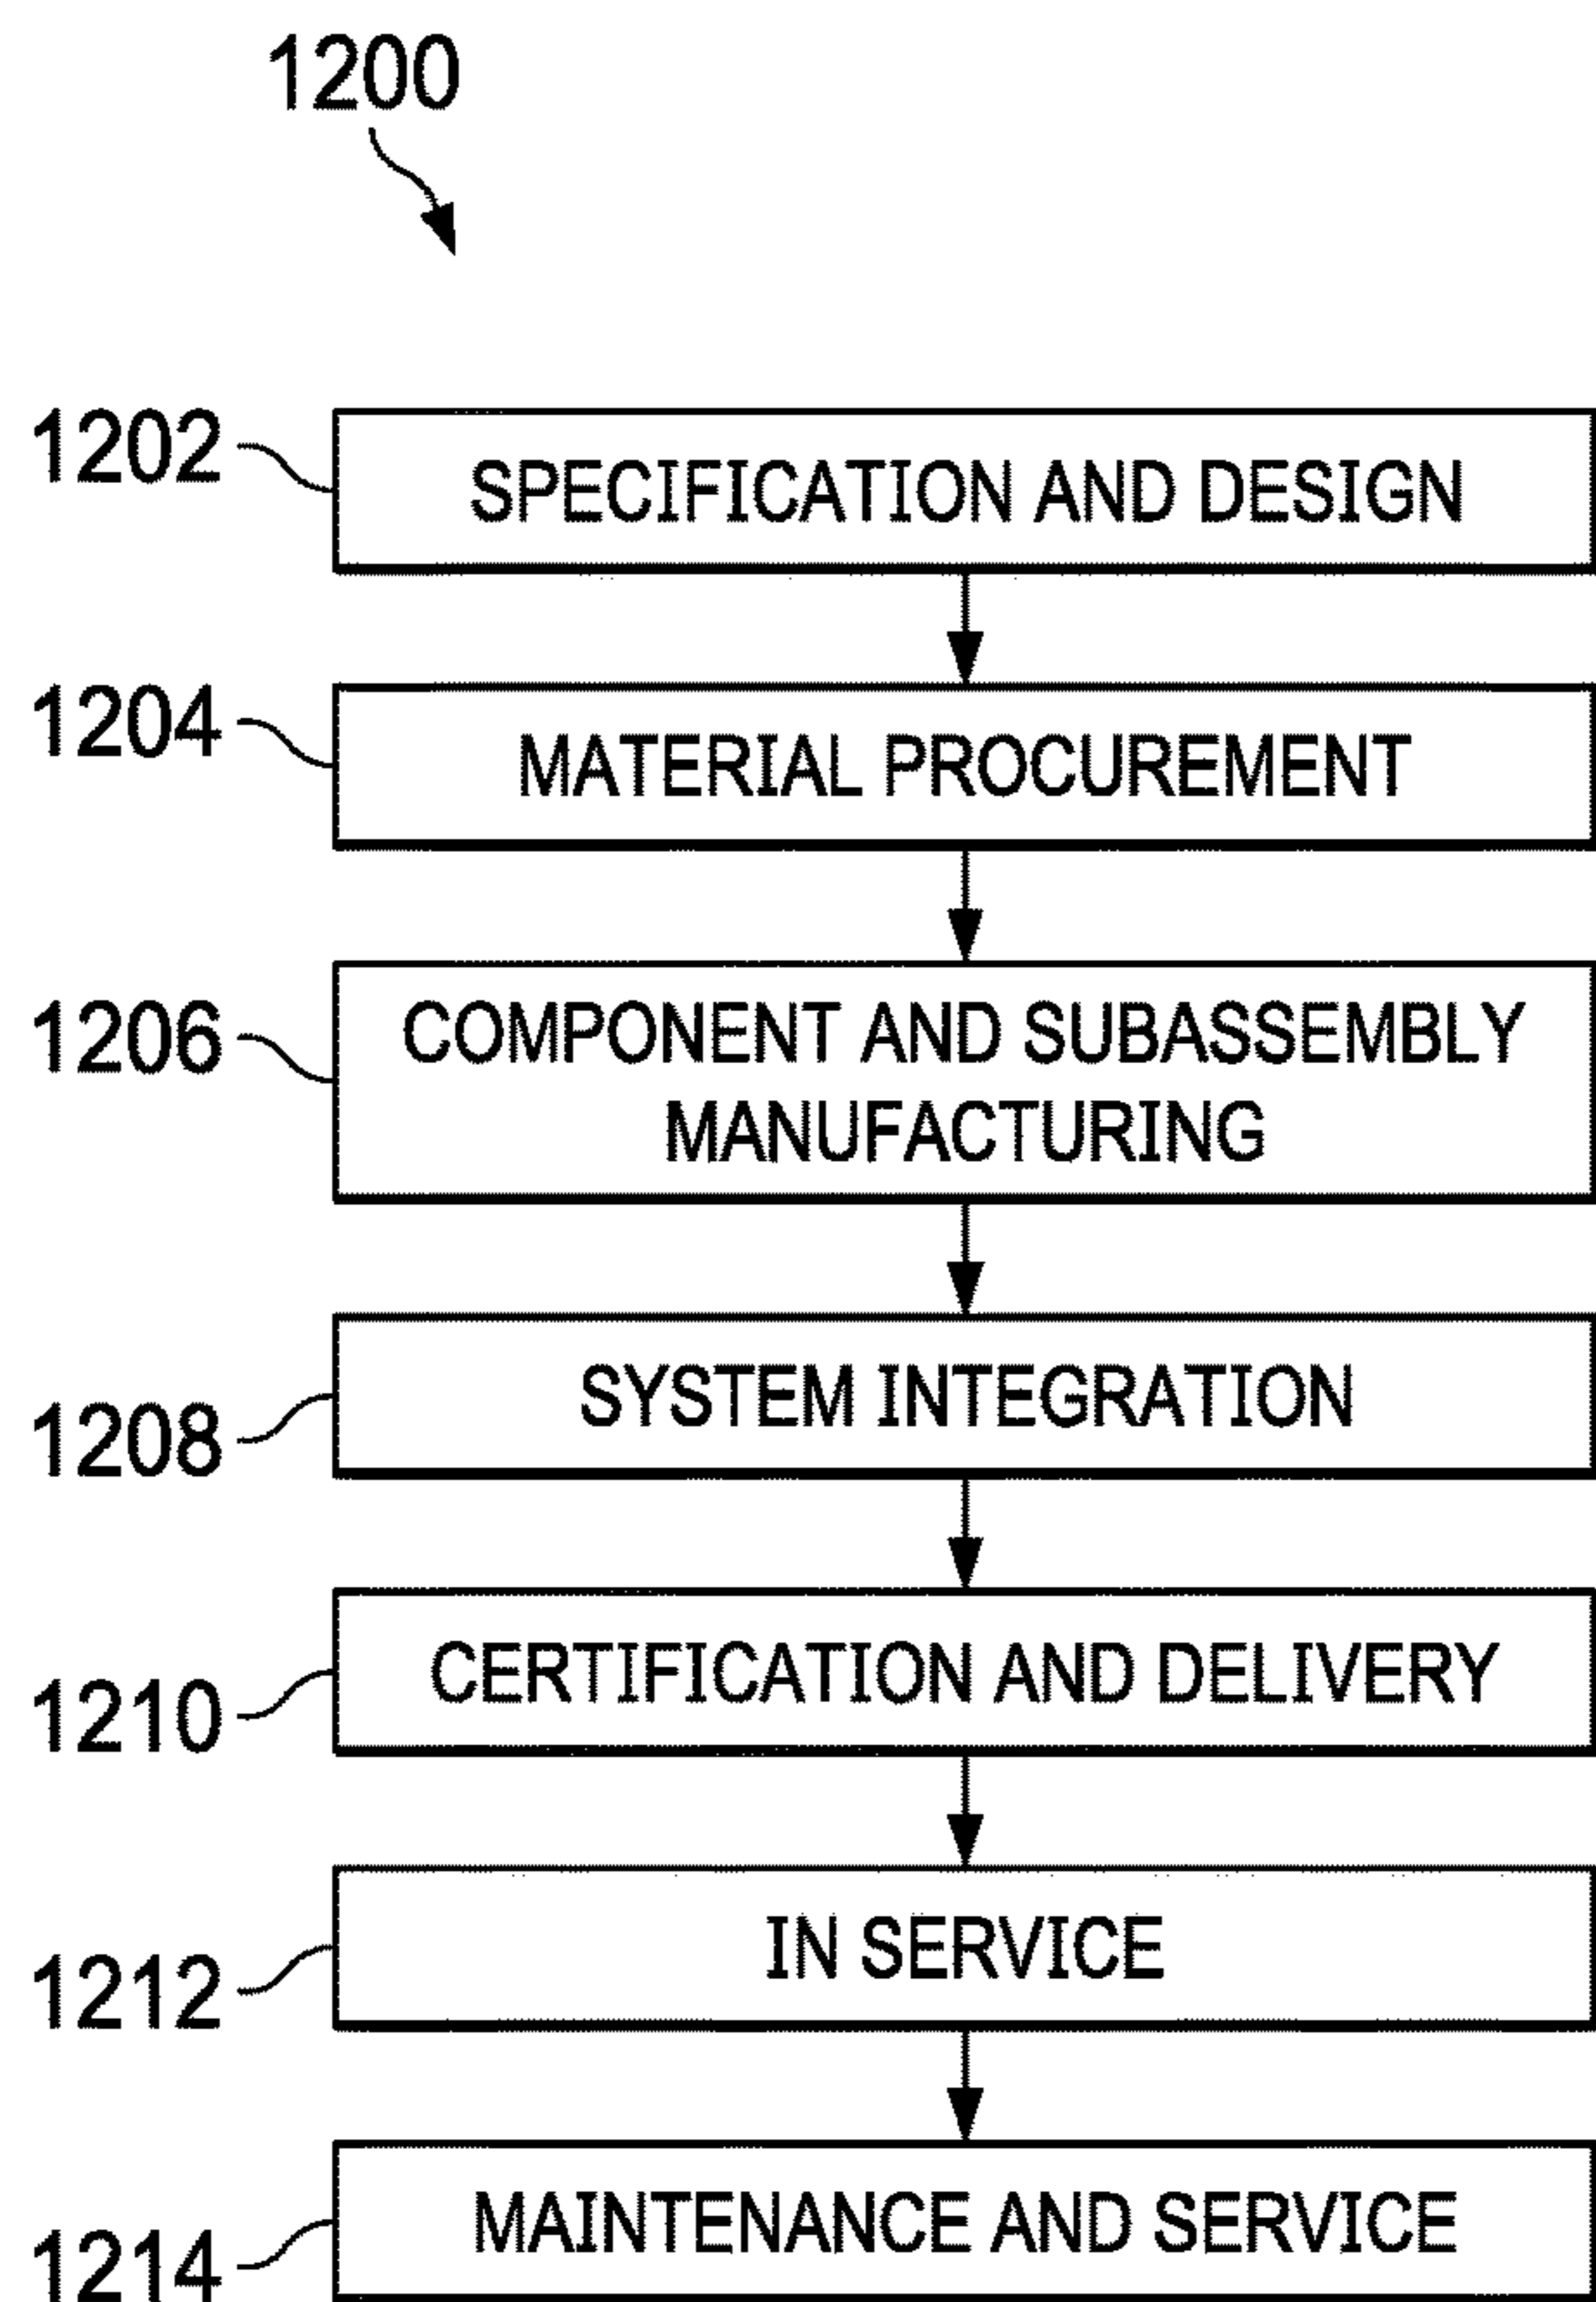 1200
1202
SPECIFICATION AND DESIGN
1204
MATERIAL PROCUREMENT
1206
COMPONENT AND SUBASSEMBLY
MANUFACTURING
1208
SYSTEM INTEGRATION
1210
CERTIFICATION AND DELIVERY
1212
IN SERVICE
1214
MAINTENANCE AND SERVICE